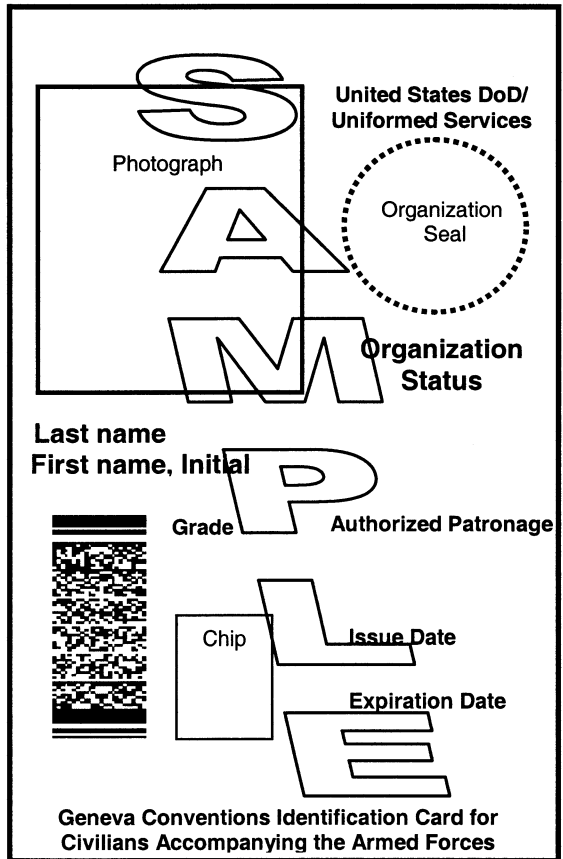 SAMPLE
United States DoD/
Uniformed Services
Photograph
Organization
Seal
Organization
Status
Last name
First name, Initial
Grade
Authorized Patronage
Chip
Issue Date
Expiration Date
Geneva Conventions Identification Card for
Civilians Accompanying the Armed Forces